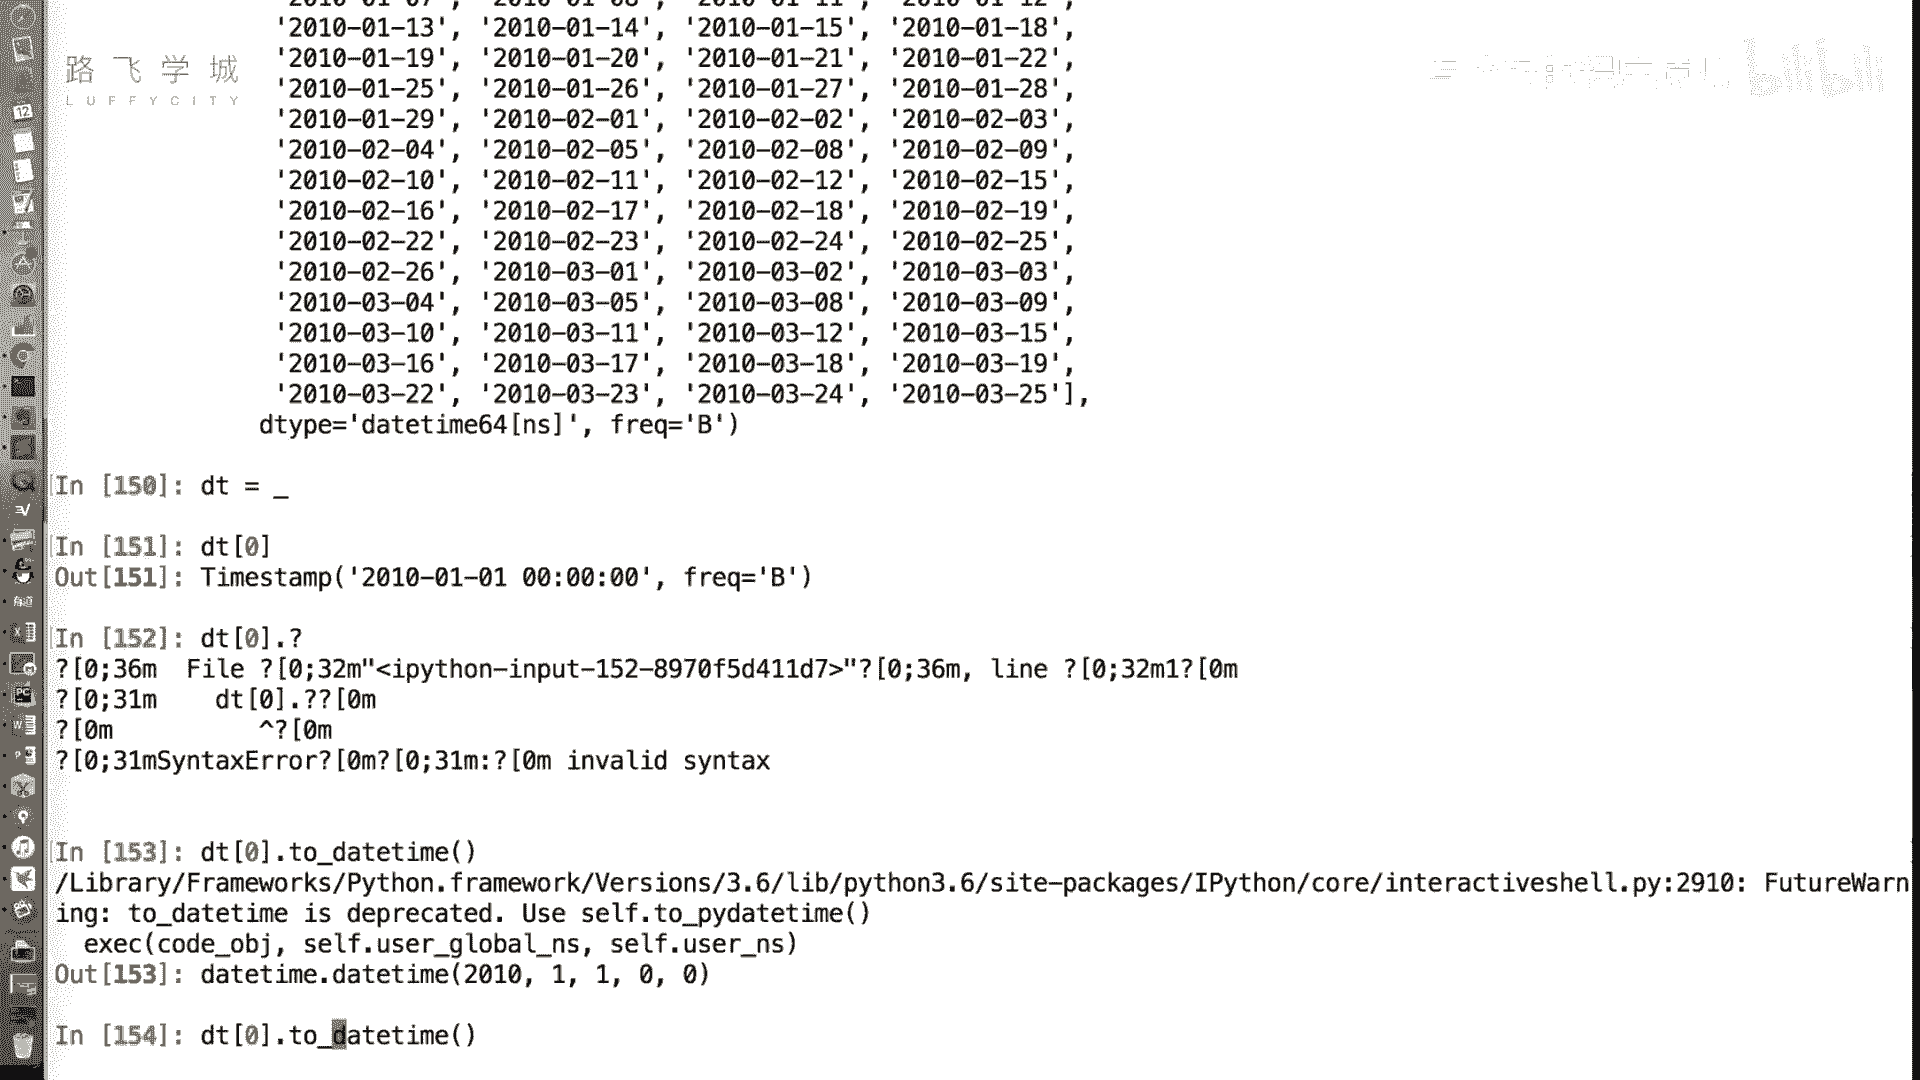 '2010-01-07', '2010-01-08', '2010-01-11', '2010-01-12',
'2010-01-13', '2010-01-14', '2010-01-15', '2010-01-18',
'2010-01-19', '2010-01-20', '2010-01-21', '2010-01-22',
'2010-01-25', '2010-01-26', '2010-01-27', '2010-01-28',
'2010-01-29', '2010-02-01', '2010-02-02', '2010-02-03',
'2010-02-04', '2010-02-05', '2010-02-08', '2010-02-09',
'2010-02-10', '2010-02-11', '2010-02-12', '2010-02-15',
'2010-02-16', '2010-02-17', '2010-02-18', '2010-02-19',
'2010-02-22', '2010-02-23', '2010-02-24', '2010-02-25',
'2010-02-26', '2010-03-01', '2010-03-02', '2010-03-03',
'2010-03-04', '2010-03-05', '2010-03-08', '2010-03-09',
'2010-03-10', '2010-03-11', '2010-03-12', '2010-03-15',
'2010-03-16', '2010-03-17', '2010-03-18', '2010-03-19',
'2010-03-22', '2010-03-23', '2010-03-24', '2010-03-25'],
dtype='datetime64[ns]', freq='B')
路飞学城
LUFFYCITY
bilibili
In [150]: dt = _
In [151]: dt[0]
Out[151]: Timestamp('2010-01-01 00:00:00', freq='B')
In [152]: dt[0].?
?[0;36m  File ?[0;32m"<ipython-input-152-8970f5d411d7>"?[0;36m, line ?[0;32m1?[0m
?[0;31m    dt[0].??[0m
?[0m          ^?[0m
?[0;31mSyntaxError?[0m?[0;31m:?[0m invalid syntax
In [153]: dt[0].to_datetime()
/Library/Frameworks/Python.framework/Versions/3.6/lib/python3.6/site-packages/IPython/core/interactiveshell.py:2910: FutureWarn
ing: to_datetime is deprecated. Use self.to_pydatetime()
  exec(code_obj, self.user_global_ns, self.user_ns)
Out[153]: datetime.datetime(2010, 1, 1, 0, 0)
In [154]: dt[0].to_datetime()